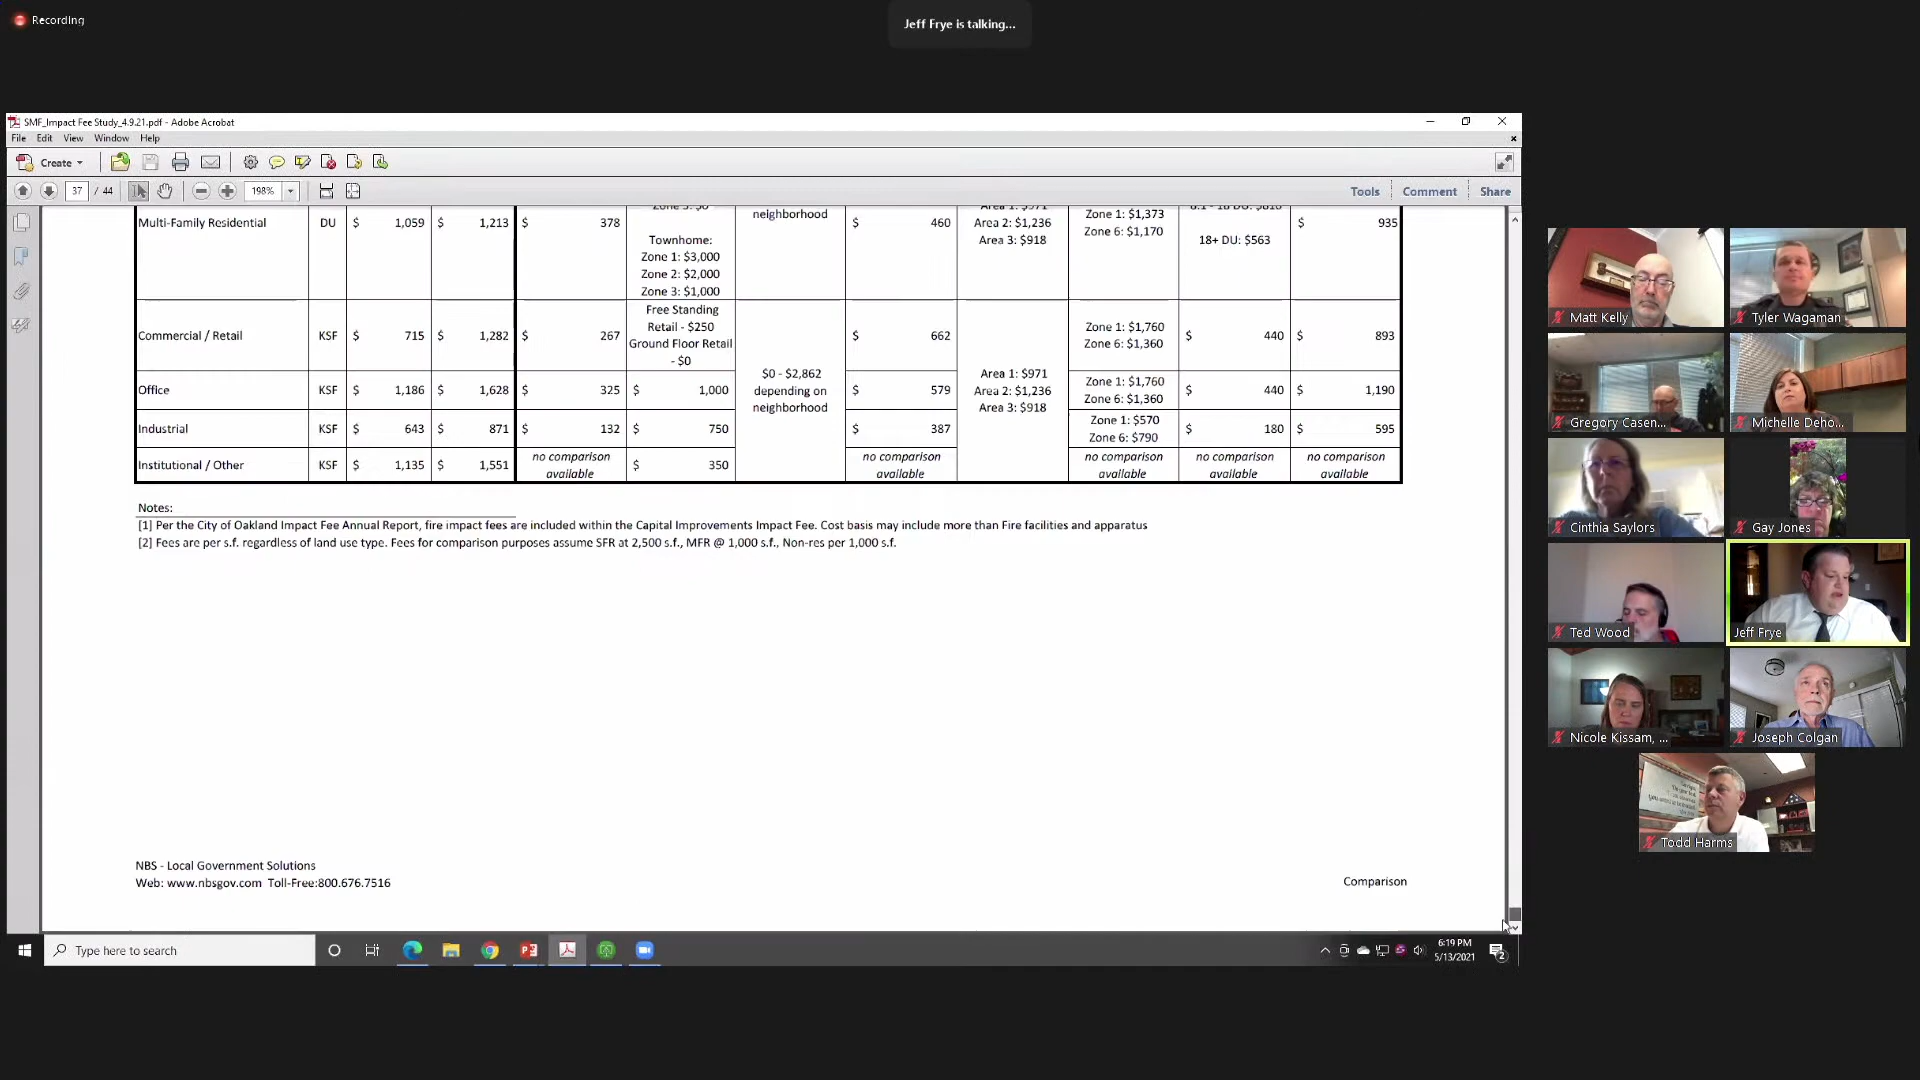 Recording
Jeff Frye is talking...
SMF_Impact Fee Study_4.9.21.pdf - Adobe Acrobat
File Edit View Window Help
Create
37 / 44 198% Tools Comment Share
Multi-Family Residential DU $ 1,059 $ 1,213 $ 378
Townhome:
Zone 1: $3,000
Zone 2: $2,000
Zone 3: $1,000
neighborhood
$ 460
Area 2: $1,236
Area 3: $918
Zone 1: $1,373
Zone 6: $1,170
18+ DU: $563
$ 935
Commercial / Retail KSF $ 715 $ 1,282 $ 267
Free Standing
Retail - $250
Ground Floor Retail
- $0
$0 - $2,862
depending on
neighborhood
$ 662
Area 1: $971
Area 2: $1,236
Area 3: $918
Zone 1: $1,760
Zone 6: $1,360
$ 440 $ 893
Office KSF $ 1,186 $ 1,628 $ 325 $ 1,000 $ 579
Zone 1: $1,760
Zone 6: $1,360
$ 440 $ 1,190
Industrial KSF $ 643 $ 871 $ 132 $ 750 $ 387
Zone 1: $570
Zone 6: $790
$ 180 $ 595
Institutional / Other KSF $ 1,135 $ 1,551
no comparison
available
$ 350
no comparison
available
no comparison
available
no comparison
available
no comparison
available
Notes:
[1] Per the City of Oakland Impact Fee Annual Report, fire impact fees are included within the Capital Improvements Impact Fee. Cost basis may include more than Fire facilities and apparatus
[2] Fees are per s.f. regardless of land use type. Fees for comparison purposes assume SFR at 2,500 s.f., MFR @ 1,000 s.f., Non-res per 1,000 s.f.
NBS - Local Government Solutions
Web: www.nbsgov.com Toll-Free:800.676.7516
Comparison
Type here to search
6:19 PM
5/13/2021
2
Matt Kelly
Tyler Wagaman
Gregory Casen...
Michelle Deho...
Cinthia Saylors
Gay Jones
Ted Wood
Jeff Frye
Nicole Kissam, ...
Joseph Colgan
Todd Harms